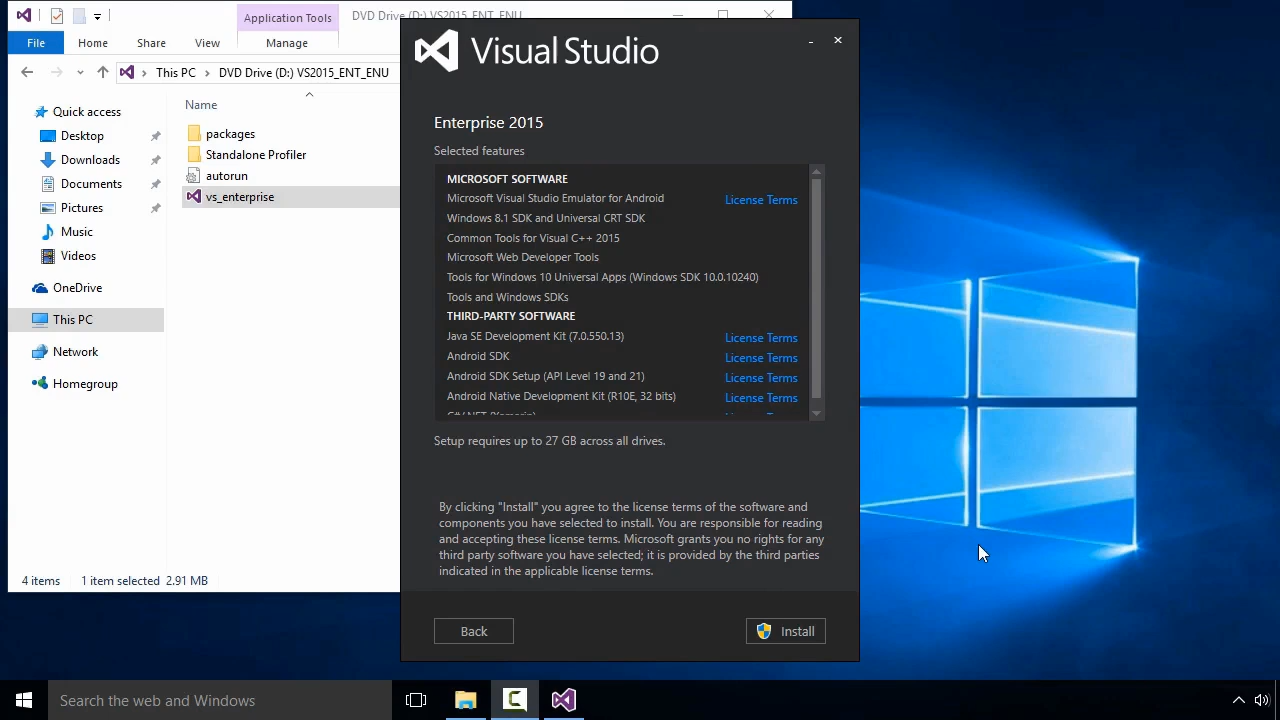 DVD Drive (D:) VS2015_ENT_ENU
Application Tools
File
Home
Share
View
Manage
This PC
DVD Drive (D:) VS2015_ENT_ENU
Quick access
Desktop
Downloads
Documents
Pictures
Music
Videos
OneDrive
This PC
Network
Homegroup
Name
packages
Standalone Profiler
autorun
vs_enterprise
4 items
1 item selected 2.91 MB
Visual Studio
Enterprise 2015
Selected features
MICROSOFT SOFTWARE
Microsoft Visual Studio Emulator for Android License Terms
Windows 8.1 SDK and Universal CRT SDK
Common Tools for Visual C++ 2015
Microsoft Web Developer Tools
Tools for Windows 10 Universal Apps (Windows SDK 10.0.10240)
Tools and Windows SDKs
THIRD-PARTY SOFTWARE
Java SE Development Kit (7.0.550.13) License Terms
Android SDK License Terms
Android SDK Setup (API Level 19 and 21) License Terms
Android Native Development Kit (R10E, 32 bits) License Terms
Setup requires up to 27 GB across all drives.
By clicking "Install" you agree to the license terms of the software and
components you have selected to install. You are responsible for reading
and accepting these license terms. Microsoft grants you no rights for any
third party software you have selected; it is provided by the third parties
indicated in the applicable license terms.
Back
Install
Search the web and Windows